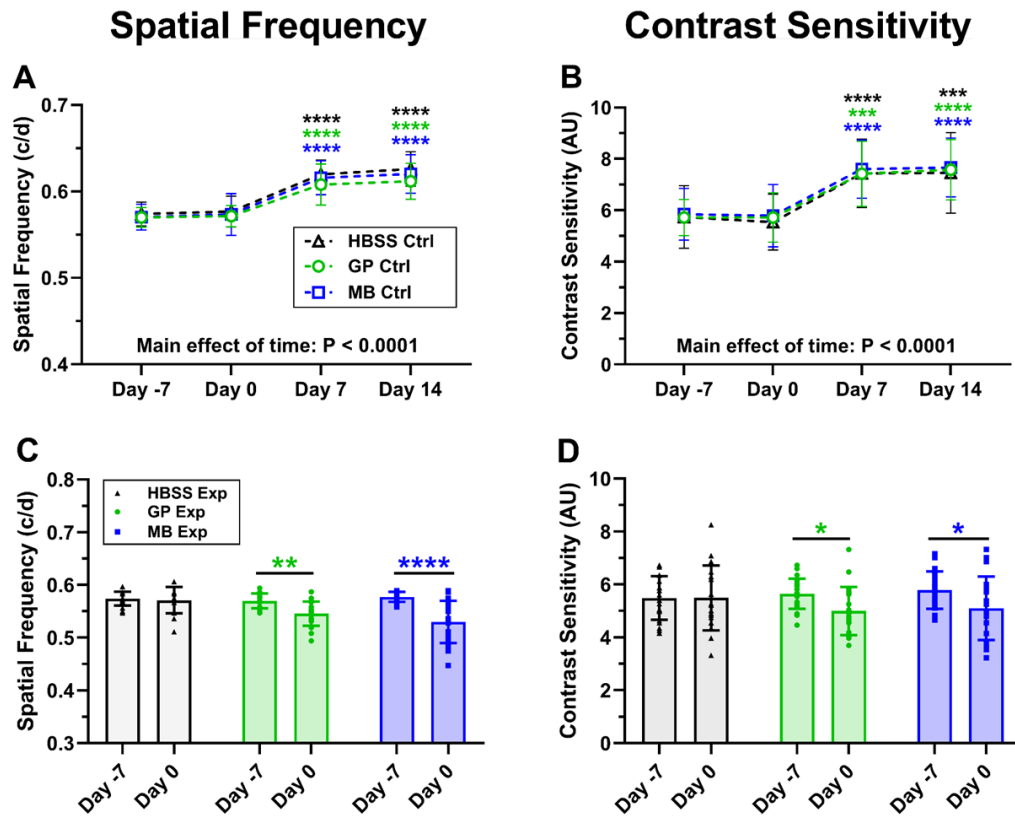 Spatial Frequency
Contrast Sensitivity
A
Spatial Frequency (c/d)
0.7
0.6
0.5
0.4
****
****
****
****
****
****
HBSS Ctrl
GP Ctrl
MB Ctrl
Main effect of time: P < 0.0001
Day -7
Day 0
Day 7
Day 14
B
Contrast Sensitivity (AU)
10
8
6
4
2
0
****
***
****
***
****
****
Main effect of time: P < 0.0001
Day -7
Day 0
Day 7
Day 14
C
Spatial Frequency (c/d)
0.8
0.7
0.6
0.5
0.4
0.3
HBSS Exp
GP Exp
MB Exp
**
****
Day -7
Day 0
Day -7
Day 0
Day -7
Day 0
D
Contrast Sensitivity (AU)
10
8
6
4
2
0
*
*
Day -7
Day 0
Day -7
Day 0
Day -7
Day 0